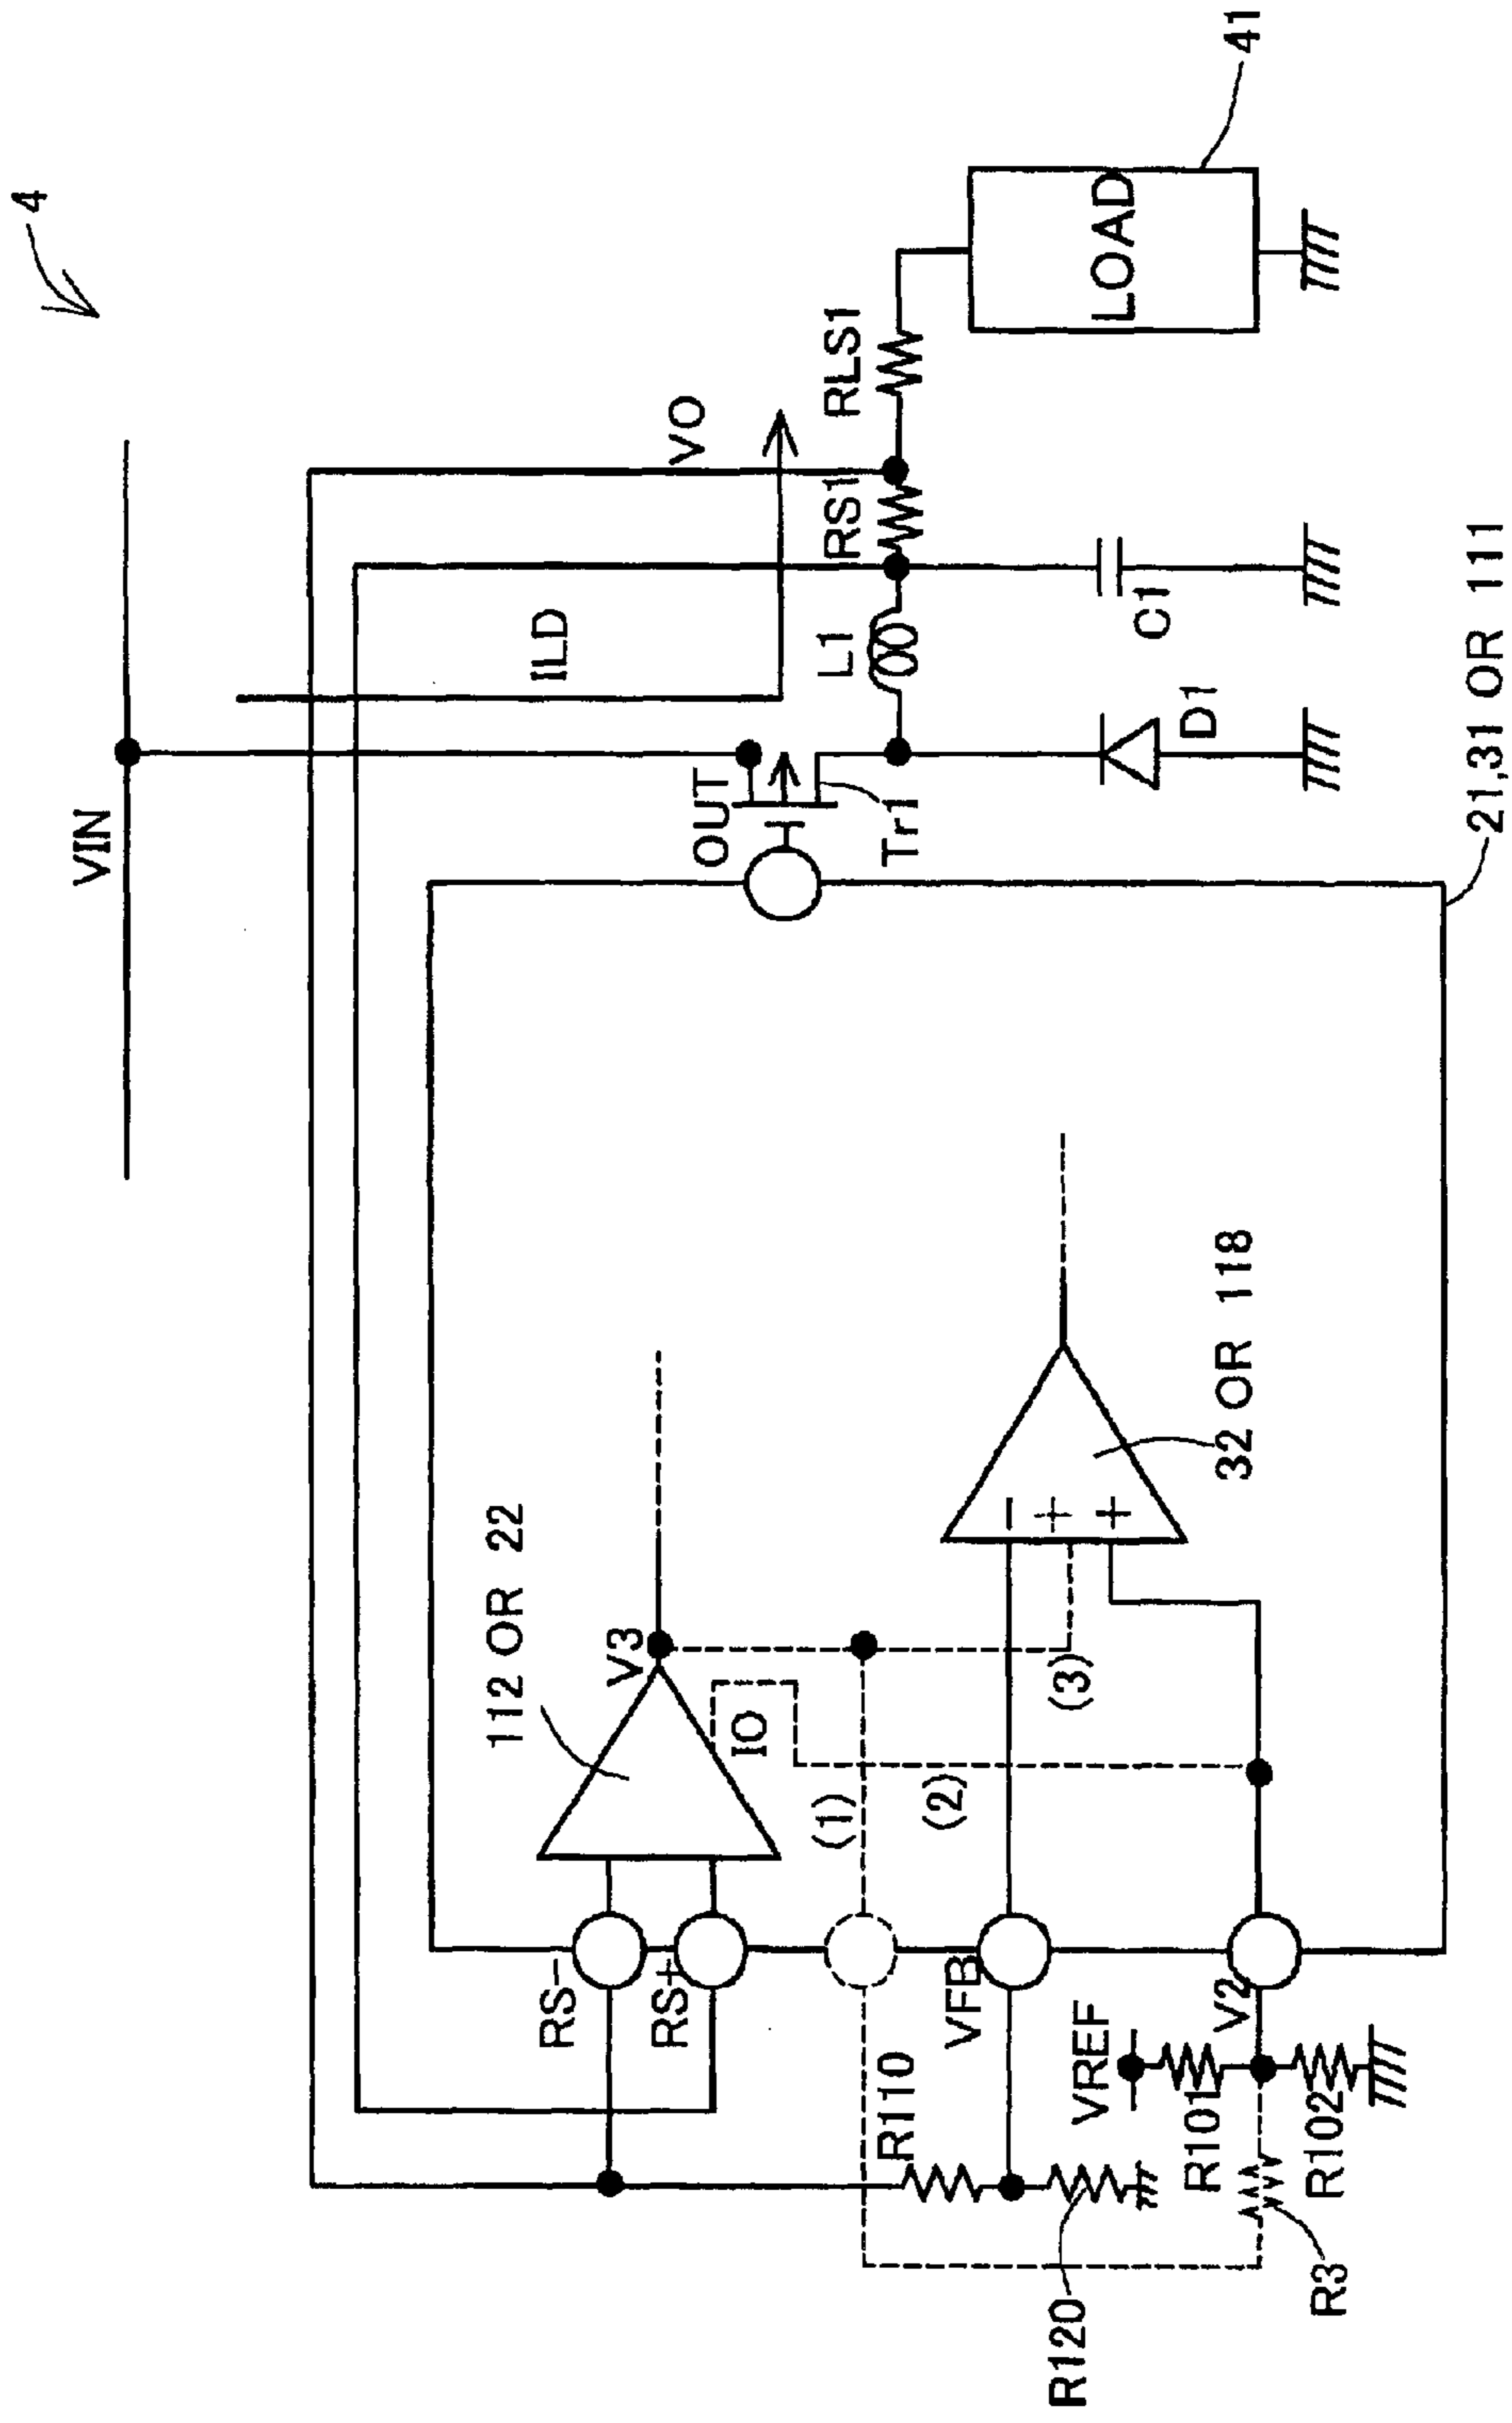 4
VIN
ILD
VO
OUT
Tr1
L1
RS1
RLS1
D1
C1
LOAD
41
21,31 OR 111
112 OR 22
V3
IO
(1)
(2)
(3)
32 OR 118
RS-
RS+
VFB
V2
VREF
R110
R120
R101
R102
R3
−
+
+